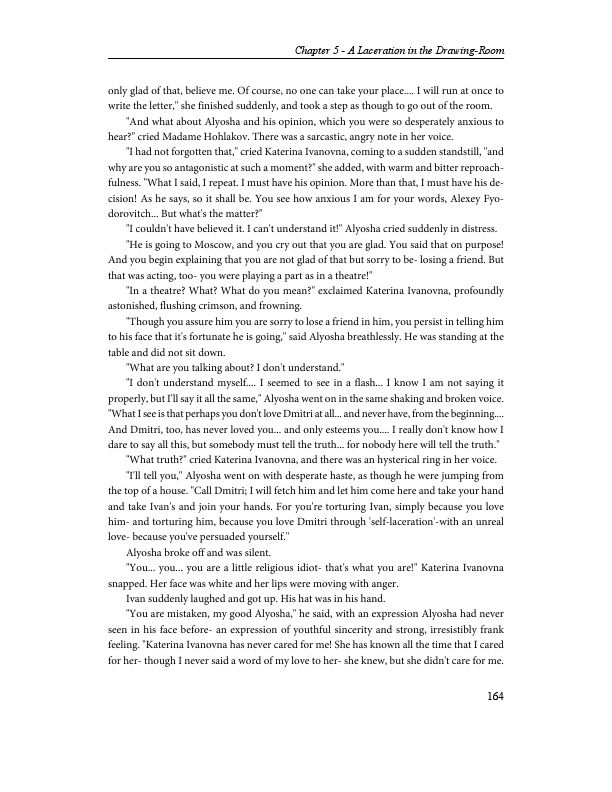 Chapter 5 - A Laceration in the Drawing-Room
only glad of that, believe me. Of course, no one can take your place.... I will run at once to
write the letter," she finished suddenly, and took a step as though to go out of the room.
"And what about Alyosha and his opinion, which you were so desperately anxious to
hear?" cried Madame Hohlakov. There was a sarcastic, angry note in her voice.
"I had not forgotten that," cried Katerina Ivanovna, coming to a sudden standstill, "and
why are you so antagonistic at such a moment?" she added, with warm and bitter reproach-
fulness. "What I said, I repeat. I must have his opinion. More than that, I must have his de-
cision! As he says, so it shall be. You see how anxious I am for your words, Alexey Fyo-
dorovitch... But what's the matter?"
"I couldn't have believed it. I can't understand it!" Alyosha cried suddenly in distress.
"He is going to Moscow, and you cry out that you are glad. You said that on purpose!
And you begin explaining that you are not glad of that but sorry to be- losing a friend. But
that was acting, too- you were playing a part as in a theatre!"
"In a theatre? What? What do you mean?" exclaimed Katerina Ivanovna, profoundly
astonished, flushing crimson, and frowning.
"Though you assure him you are sorry to lose a friend in him, you persist in telling him
to his face that it's fortunate he is going," said Alyosha breathlessly. He was standing at the
table and did not sit down.
"What are you talking about? I don't understand."
"I don't understand myself.... I seemed to see in a flash... I know I am not saying it
properly, but I'll say it all the same," Alyosha went on in the same shaking and broken voice.
"What I see is that perhaps you don't love Dmitri at all... and never have, from the beginning....
And Dmitri, too, has never loved you... and only esteems you.... I really don't know how I
dare to say all this, but somebody must tell the truth... for nobody here will tell the truth."
"What truth?" cried Katerina Ivanovna, and there was an hysterical ring in her voice.
"I'll tell you," Alyosha went on with desperate haste, as though he were jumping from
the top of a house. "Call Dmitri; I will fetch him and let him come here and take your hand
and take Ivan's and join your hands. For you're torturing Ivan, simply because you love
him- and torturing him, because you love Dmitri through 'self-laceration'-with an unreal
love- because you've persuaded yourself."
Alyosha broke off and was silent.
"You... you... you are a little religious idiot- that's what you are!" Katerina Ivanovna
snapped. Her face was white and her lips were moving with anger.
Ivan suddenly laughed and got up. His hat was in his hand.
"You are mistaken, my good Alyosha," he said, with an expression Alyosha had never
seen in his face before- an expression of youthful sincerity and strong, irresistibly frank
feeling. "Katerina Ivanovna has never cared for me! She has known all the time that I cared
for her- though I never said a word of my love to her- she knew, but she didn't care for me.
164